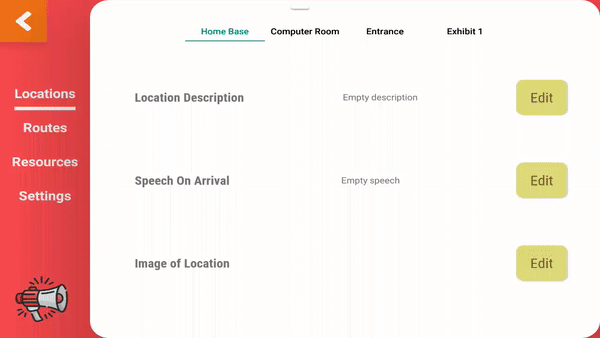 Home Base Computer Room Entrance Exhibit 1
Locations
Routes
Resources
Settings
Location Description Empty description Edit
Speech On Arrival Empty speech Edit
Image of Location Edit